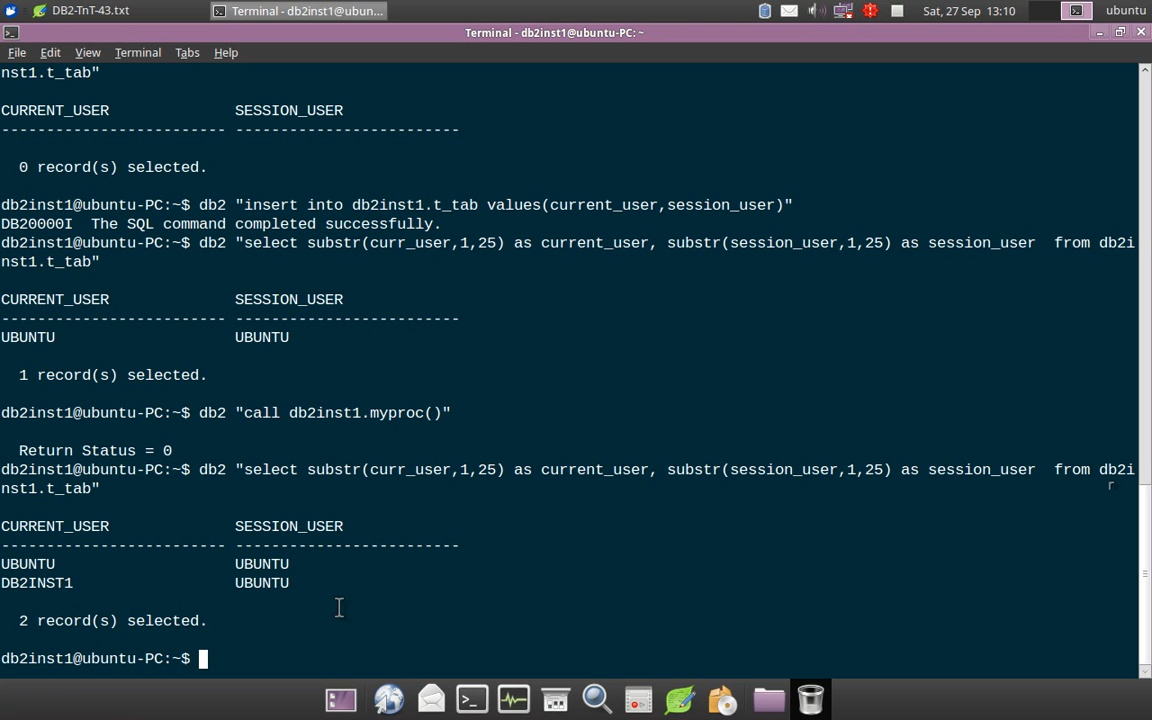 DB2-TnT-43.txt
Terminal - db2inst1@ubun...
Sat, 27 Sep 13:10
ubuntu
Terminal - db2inst1@ubuntu-PC: ~
File Edit View Terminal Tabs Help
nst1.t_tab"
CURRENT_USER SESSION_USER
------------------------- -------------------------
0 record(s) selected.
db2inst1@ubuntu-PC:~$ db2 "insert into db2inst1.t_tab values(current_user,session_user)"
DB20000I  The SQL command completed successfully.
db2inst1@ubuntu-PC:~$ db2 "select substr(curr_user,1,25) as current_user, substr(session_user,1,25) as session_user  from db2i
nst1.t_tab"
CURRENT_USER SESSION_USER
------------------------- -------------------------
UBUNTU UBUNTU
1 record(s) selected.
db2inst1@ubuntu-PC:~$ db2 "call db2inst1.myproc()"
Return Status = 0
db2inst1@ubuntu-PC:~$ db2 "select substr(curr_user,1,25) as current_user, substr(session_user,1,25) as session_user  from db2i
nst1.t_tab"
CURRENT_USER SESSION_USER
------------------------- -------------------------
UBUNTU UBUNTU
DB2INST1 UBUNTU
2 record(s) selected.
db2inst1@ubuntu-PC:~$